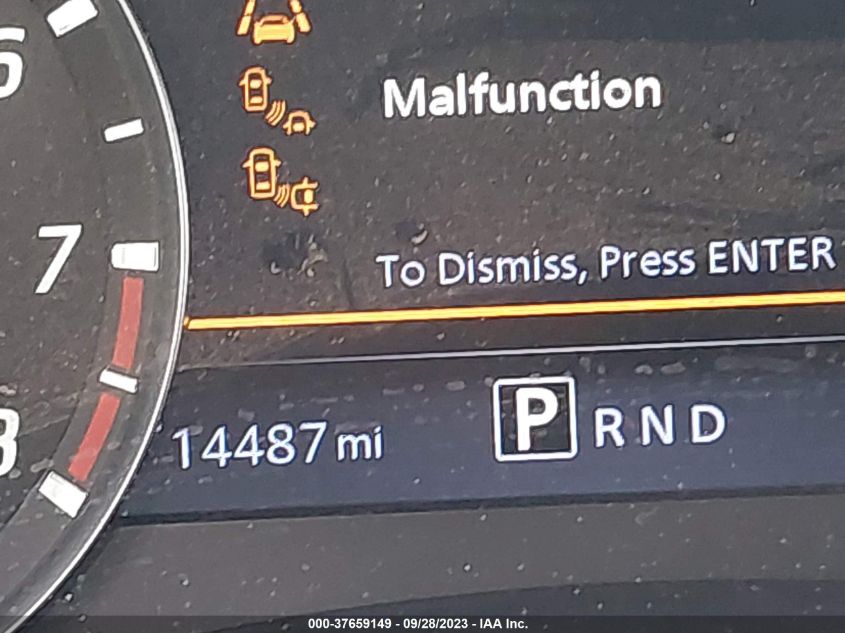 6
Malfunction
7
To Dismiss, Press ENTER
8
14487 mi
P R N D
000-37659149 - 09/28/2023 - IAA Inc.